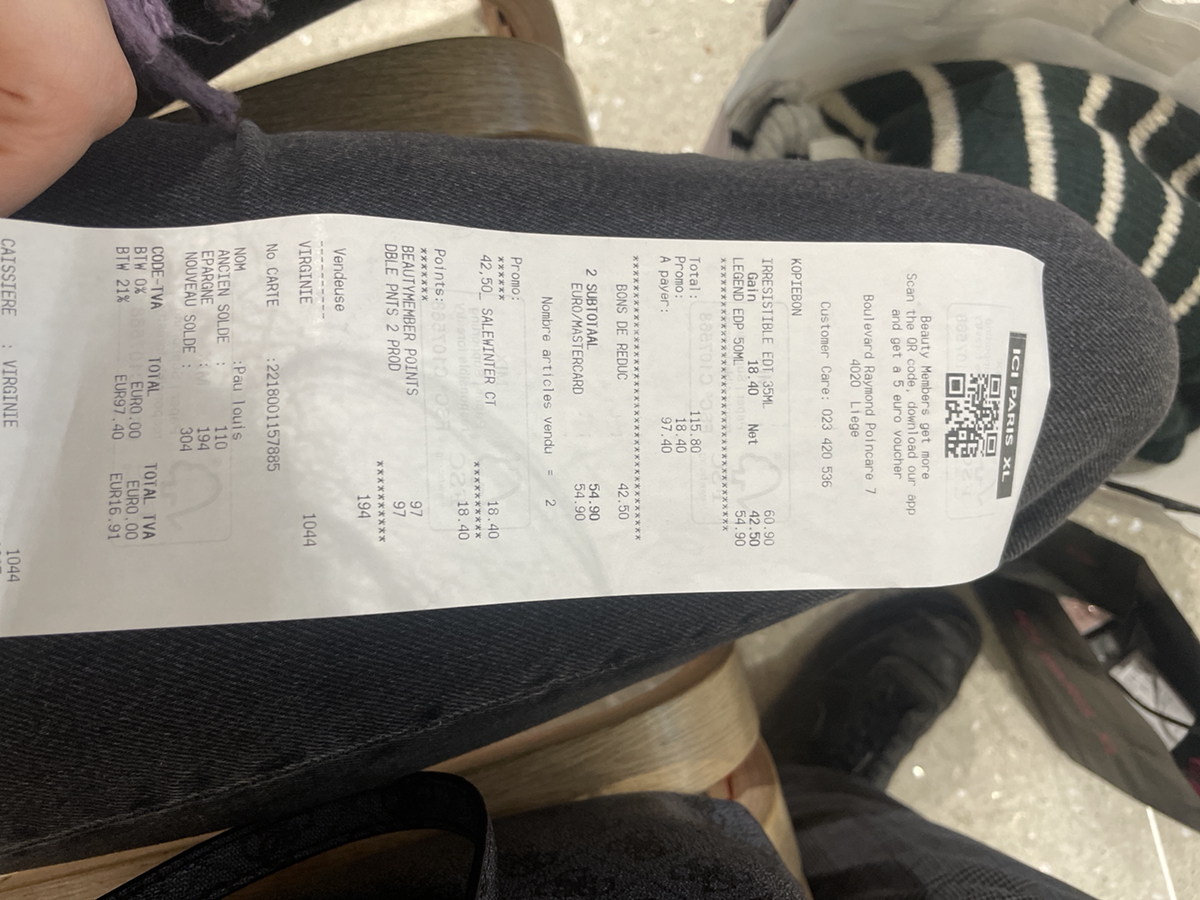 ICI PARIS XL
Beauty Members get more
Scan the QR code, download our app
and get a 5 euro voucher
Boulevard Raymond Poincare 7
4020 Liege
Customer Care: 023 420 536
KOPIEBON
IRRESISTIBLE EDT 35ML 60.90
Gain 18.40 Net 42.50
LEGEND EDP 50ML 54.90
Total: 115.80
Promo: 18.40
A payer: 97.40
BONS DE REDUC 42.50
2 SUBTOTAAL 54.90
EURO/MASTERCARD 54.90
Nombre articles vendu = 2
Promo: 18.40
42,50_ SALEWINTER CT 18.40
Points:
BEAUTYMEMBER POINTS 97
DBLE PNTS 2 PROD 97
194
Vendeuse
VIRGINIE 1044
No CARTE :2218001157885
NOM :Pau louis
ANCIEN SOLDE : 110
EPARGNE : 194
NOUVEAU SOLDE : 304
CODE-TVA TOTAL TOTAL TVA
BTW 0% EUR0.00 EUR0.00
BTW 21% EUR97.40 EUR16.91
CAISSIERE : VIRGINIE 1044